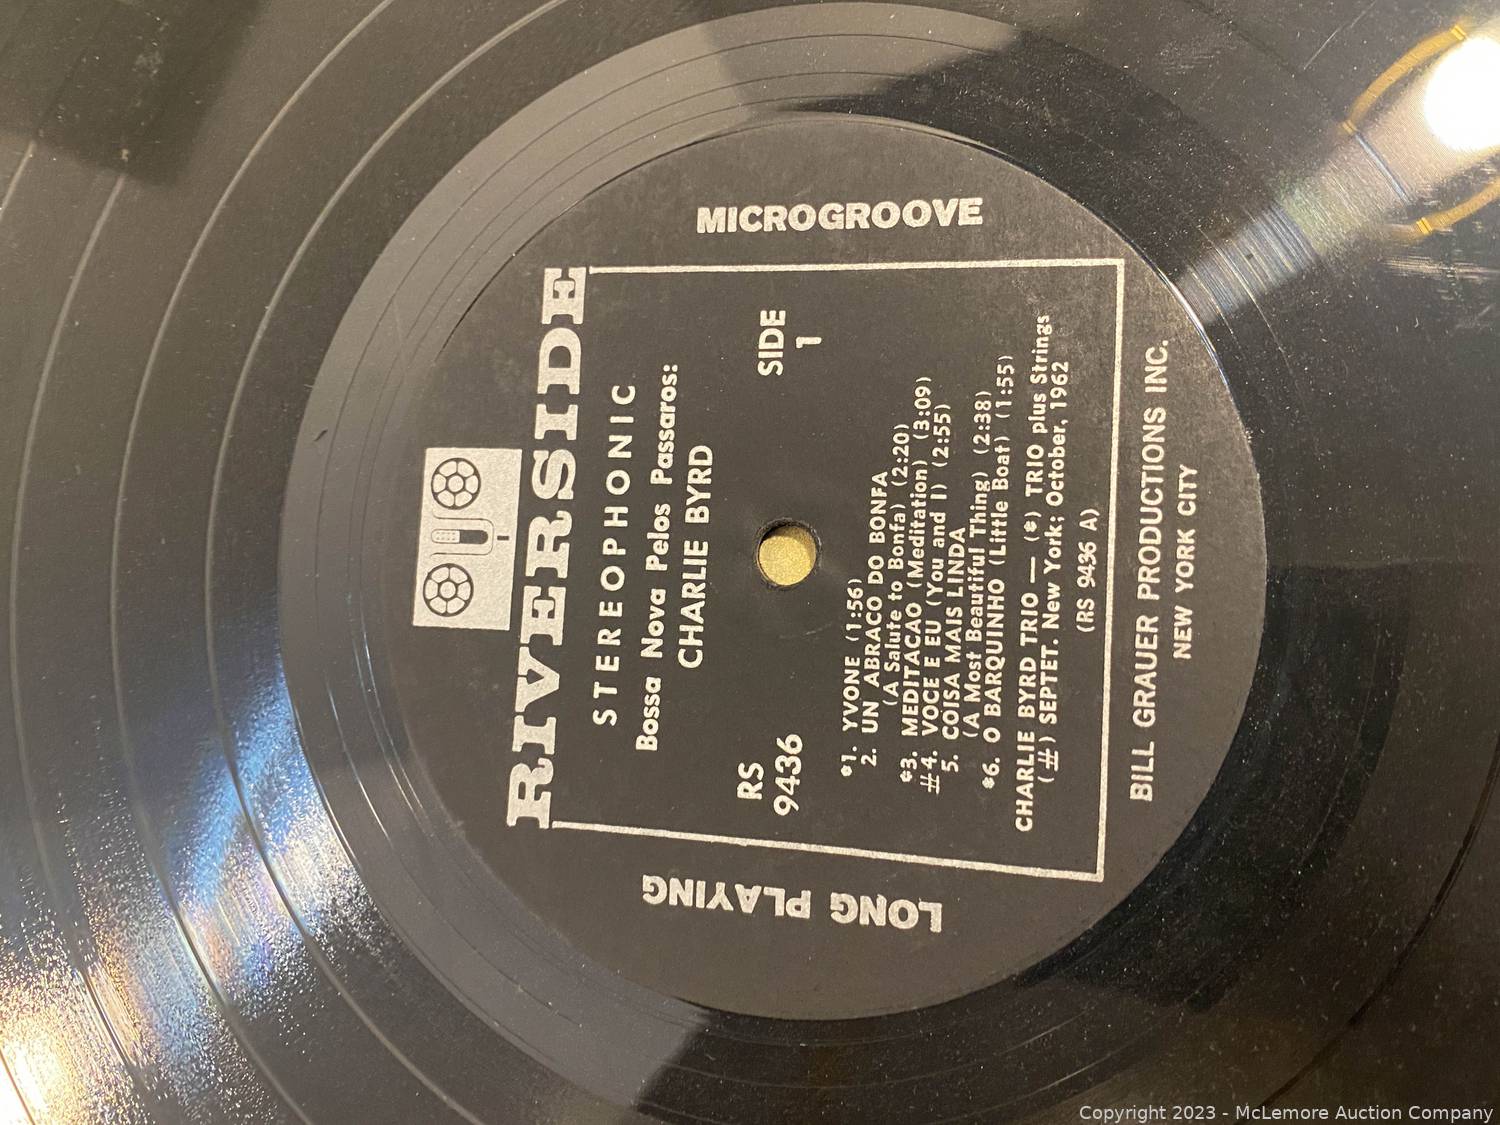 RIVERSIDE
STEREOPHONIC
Bossa Nova Pelos Passaros:
CHARLIE BYRD
RS
9436
SIDE
1
*1. YVONE (1:56)
2. UN ABRACO DO BONFA
(A Salute to Bonfa) (2:20)
*3. MEDITACAO (Meditation) (3:09)
#4. VOCE E EU (You and I) (2:55)
5. COISA MAIS LINDA
(A Most Beautiful Thing) (2:38)
*6. O BARQUINHO (Little Boat) (1:55)
CHARLIE BYRD TRIO — (*) TRIO plus Strings
(#) SEPTET. New York; October, 1962
(RS 9436 A)
LONG PLAYING
MICROGROOVE
BILL GRAUER PRODUCTIONS INC.
NEW YORK CITY
Copyright 2023 - McLemore Auction Company